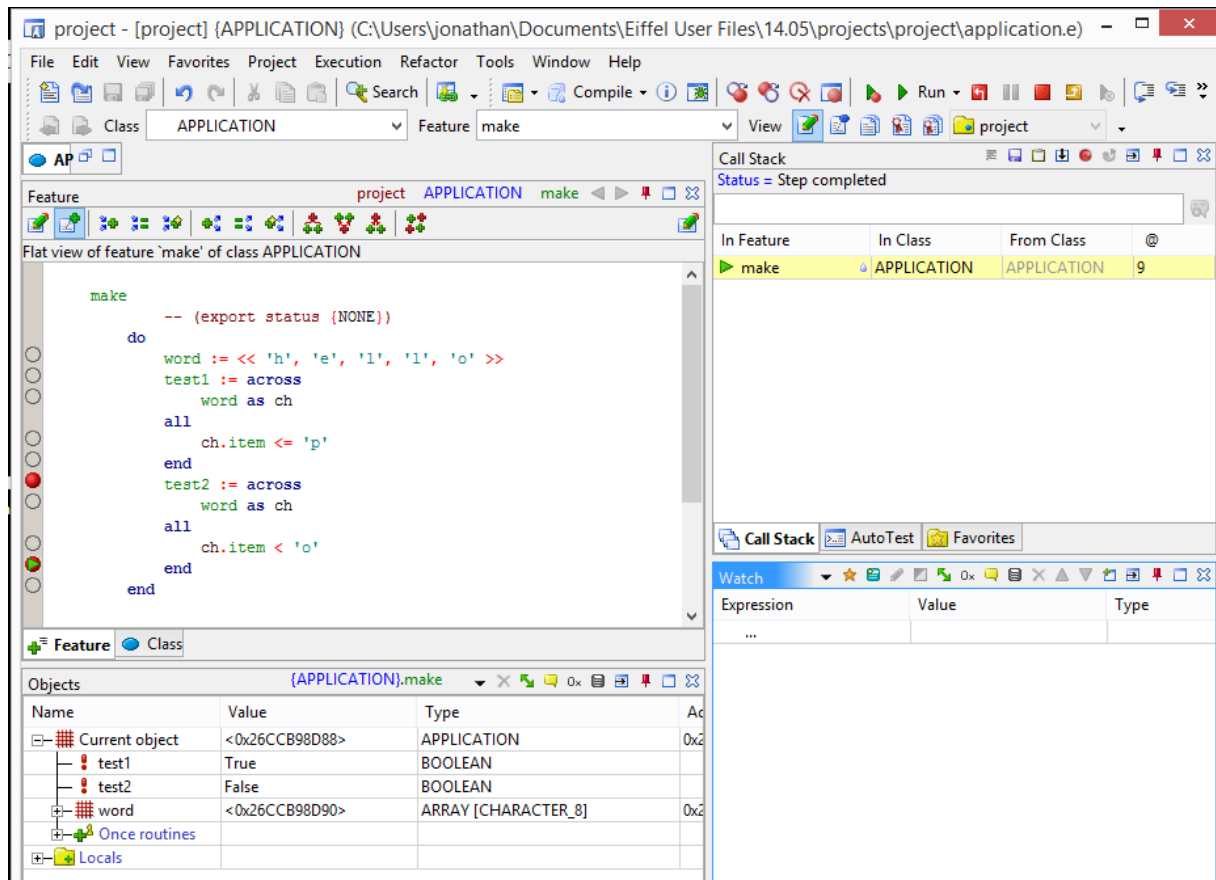 project - [project] {APPLICATION} (C:\Users\jonathan\Documents\Eiffel User Files\14.05\projects\project\application.e)
File Edit View Favorites Project Execution Refactor Tools Window Help
Search Compile Run
Class APPLICATION Feature make View project
AP
Feature project APPLICATION make
Flat view of feature `make' of class APPLICATION
make
-- (export status {NONE})
do
word := << 'h', 'e', 'l', 'l', 'o' >>
test1 := across
word as ch
all
ch.item <= 'p'
end
test2 := across
word as ch
all
ch.item < 'o'
end
end
Feature Class
Objects {APPLICATION}.make
Name Value Type Ad
Current object <0x26CCB98D88> APPLICATION 0x2
test1 True BOOLEAN
test2 False BOOLEAN
word <0x26CCB98D90> ARRAY [CHARACTER_8] 0x2
Once routines
Locals
Call Stack
Status = Step completed
In Feature In Class From Class @
make APPLICATION APPLICATION 9
Call Stack AutoTest Favorites
Watch
Expression Value Type
...